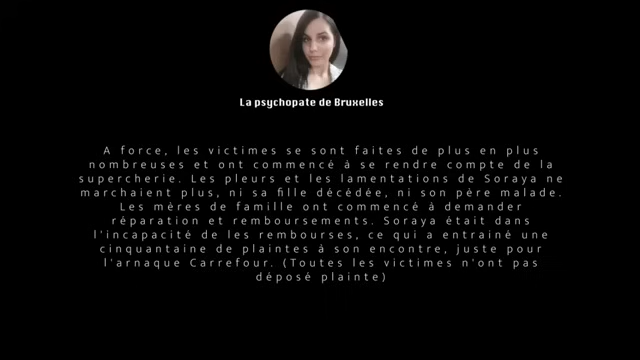 La psychopate de Bruxelles
A force, les victimes se sont faites de plus en plus
nombreuses et ont commencé à se rendre compte de la
supercherie. Les pleurs et les lamentations de Soraya ne
marchaient plus, ni sa fille décédée, ni son père malade.
Les mères de famille ont commencé à demander
réparation et remboursements. Soraya était dans
l'incapacité de les rembourses, ce qui a entrainé une
cinquantaine de plaintes à son encontre, juste pour
l'arnaque Carrefour. (Toutes les victimes n'ont pas
déposé plainte)